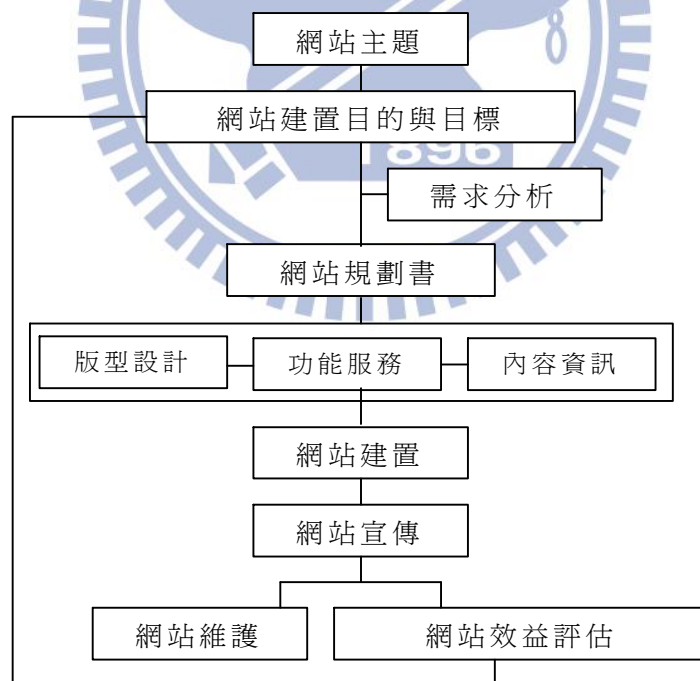 網站主題
網站建置目的與目標
1896
需求分析
網站規劃書
版型設計
功能服務
內容資訊
網站建置
網站宣傳
網站維護
網站效益評估